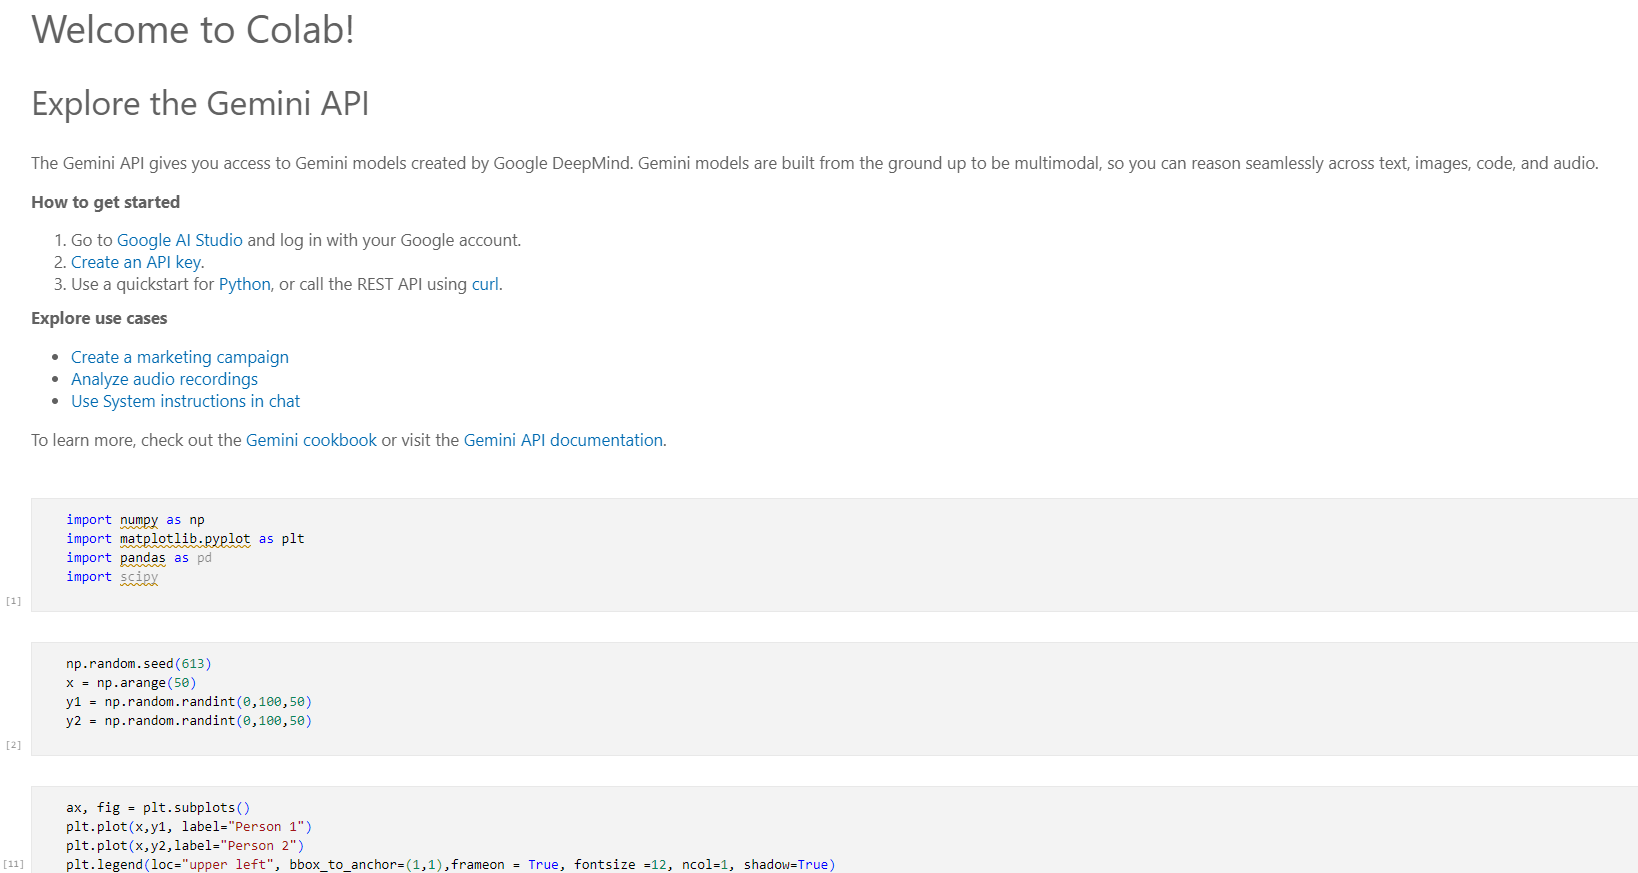 Welcome to Colab!
Explore the Gemini API
The Gemini API gives you access to Gemini models created by Google DeepMind. Gemini models are built from the ground up to be multimodal, so you can reason seamlessly across text, images, code, and audio.
How to get started
1. Go to Google AI Studio and log in with your Google account.
2. Create an API key.
3. Use a quickstart for Python, or call the REST API using curl.
Explore use cases
• Create a marketing campaign
• Analyze audio recordings
• Use System instructions in chat
To learn more, check out the Gemini cookbook or visit the Gemini API documentation.
import numpy as np
import matplotlib.pyplot as plt
import pandas as pd
import scipy
[1]
np.random.seed(613)
x = np.arange(50)
y1 = np.random.randint(0,100,50)
y2 = np.random.randint(0,100,50)
[2]
ax, fig = plt.subplots()
plt.plot(x,y1, label="Person 1")
plt.plot(x,y2,label="Person 2")
[11] plt.legend(loc="upper left", bbox_to_anchor=(1,1),frameon = True, fontsize =12, ncol=1, shadow=True)